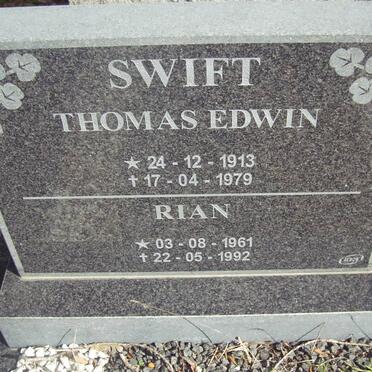 SWIFT
THOMAS EDWIN
★ 24 - 12 - 1913
✝ 17 - 04 - 1979
RIAN
★ 03 - 08 - 1961
✝ 22 - 05 - 1992